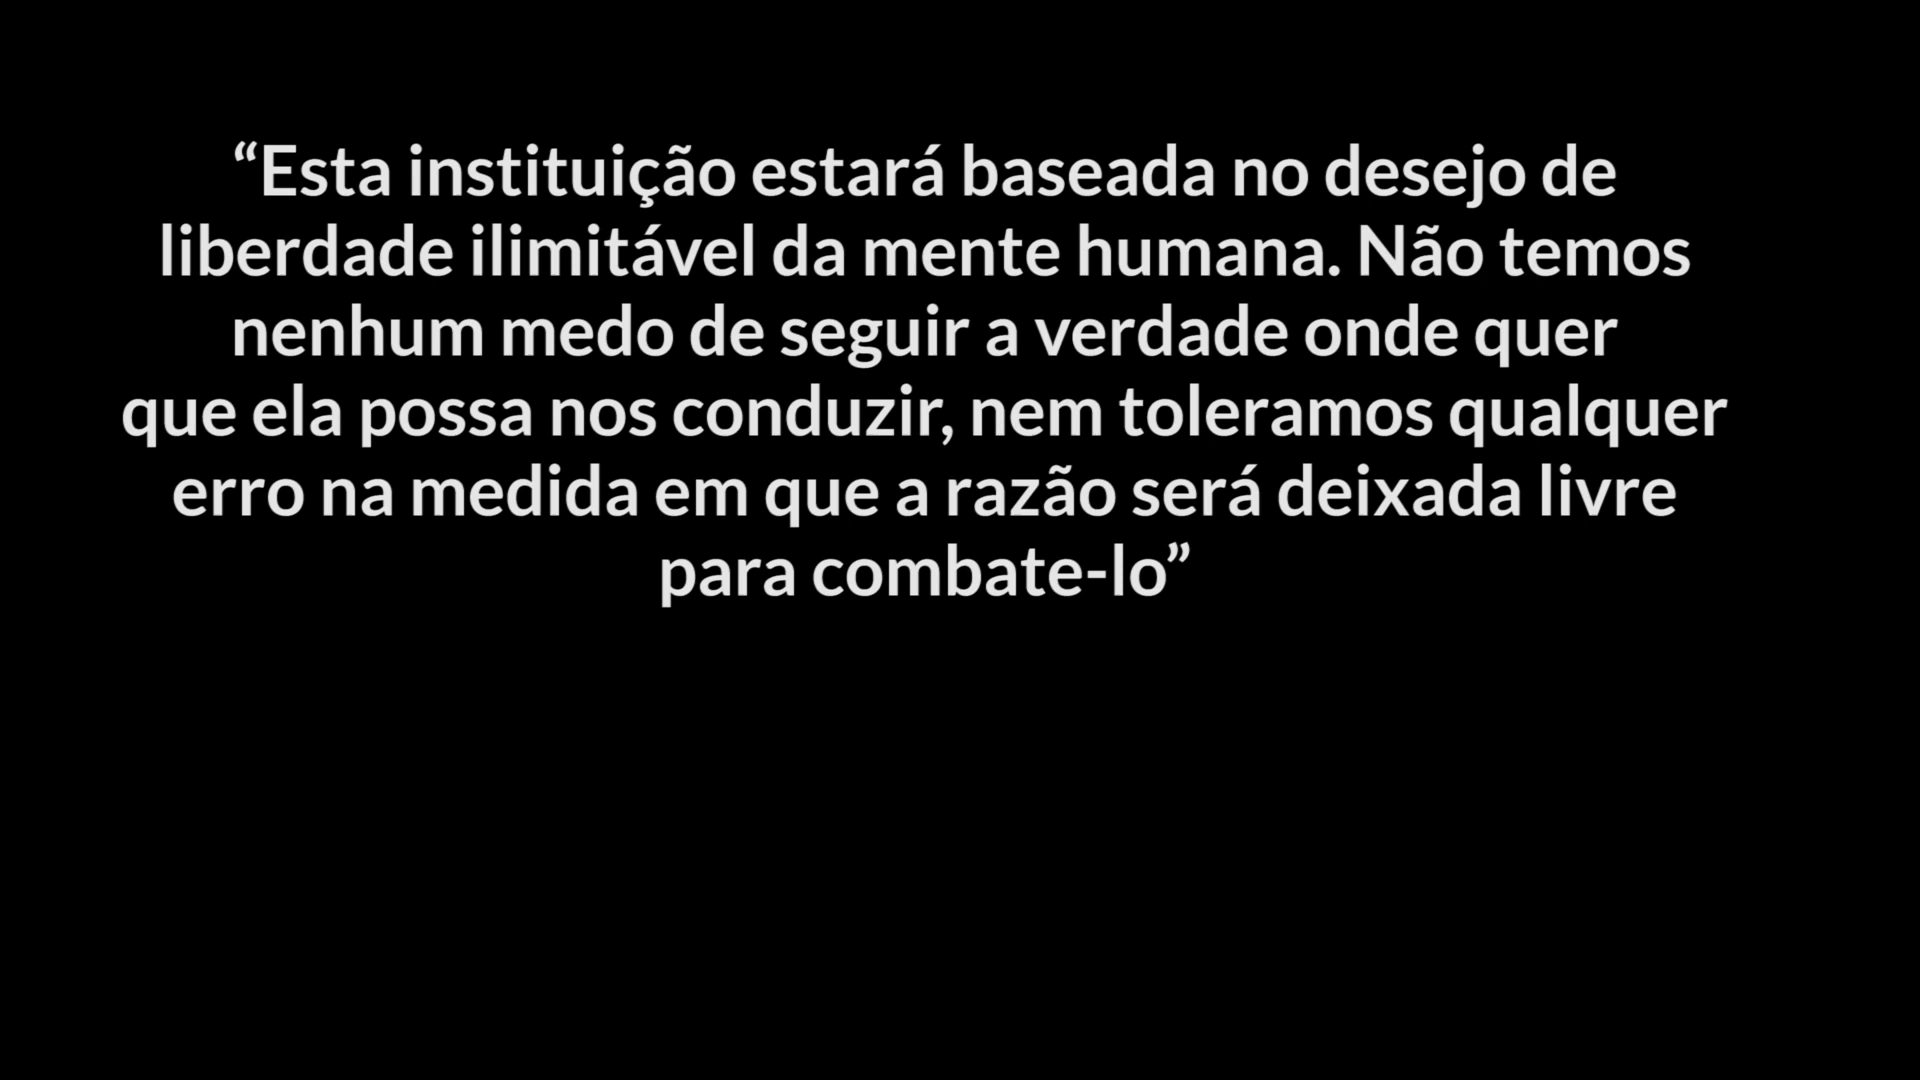 “Esta instituição estará baseada no desejo de
liberdade ilimitável da mente humana. Não temos
nenhum medo de seguir a verdade onde quer
que ela possa nos conduzir, nem toleramos qualquer
erro na medida em que a razão será deixada livre
para combate-lo”